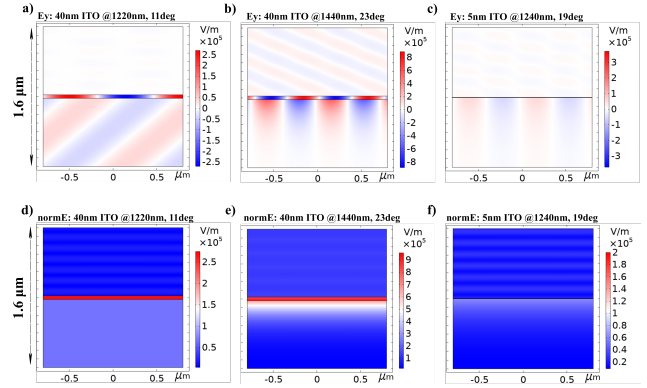 a) Ey: 40nm ITO @1220nm, 11deg
V/m
×10⁵
2.5
2
1.5
1
0.5
0
-0.5
-1
-1.5
-2
-2.5
1.6 μm
-0.5 0 0.5 μm
b) Ey: 40nm ITO @1440nm, 23deg
V/m
×10⁵
8
6
4
2
0
-2
-4
-6
-8
-0.5 0 0.5 μm
c) Ey: 5nm ITO @1240nm, 19deg
V/m
×10⁵
3
2
1
0
-1
-2
-3
-0.5 0 0.5 μm
d) normE: 40nm ITO @1220nm, 11deg
V/m
×10⁵
2.5
2
1.5
1
0.5
1.6 μm
-0.5 0 0.5 μm
e) normE: 40nm ITO @1440nm, 23deg
V/m
×10⁵
9
8
7
6
5
4
3
2
1
-0.5 0 0.5 μm
f) normE: 5nm ITO @1240nm, 19deg
V/m
×10⁵
2
1.8
1.6
1.4
1.2
1
0.8
0.6
0.4
0.2
-0.5 0 0.5 μm